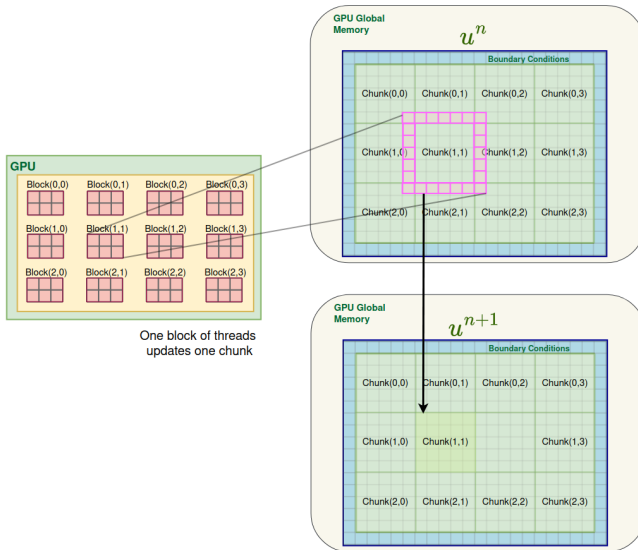 GPU Global
Memory
u^n
Boundary Conditions
Chunk(0,0) Chunk(0,1) Chunk(0,2) Chunk(0,3)
Chunk(1,0) Chunk(1,1) Chunk(1,2) Chunk(1,3)
Chunk(2,0) Chunk(2,1) Chunk(2,2) Chunk(2,3)
GPU
Block(0,0) Block(0,1) Block(0,2) Block(0,3)
Block(1,0) Block(1,1) Block(1,2) Block(1,3)
Block(2,0) Block(2,1) Block(2,2) Block(2,3)
One block of threads
updates one chunk
GPU Global
Memory
u^{n+1}
Boundary Conditions
Chunk(0,0) Chunk(0,1) Chunk(0,2) Chunk(0,3)
Chunk(1,0) Chunk(1,1) Chunk(1,3)
Chunk(2,0) Chunk(2,1) Chunk(2,2) Chunk(2,3)